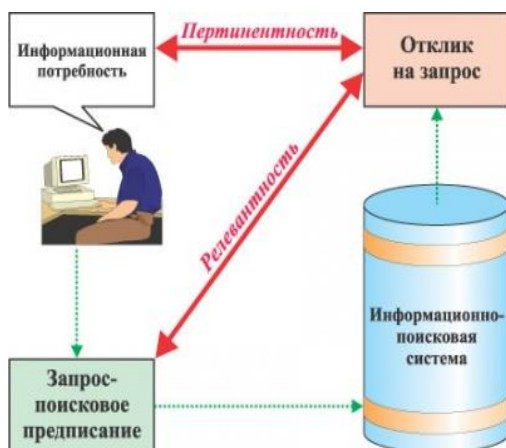 Информационная
потребность
Пертинентность
Отклик
на запрос
Релевантность
Информационно-
поисковая
система
Запрос-
поисковое
предписание